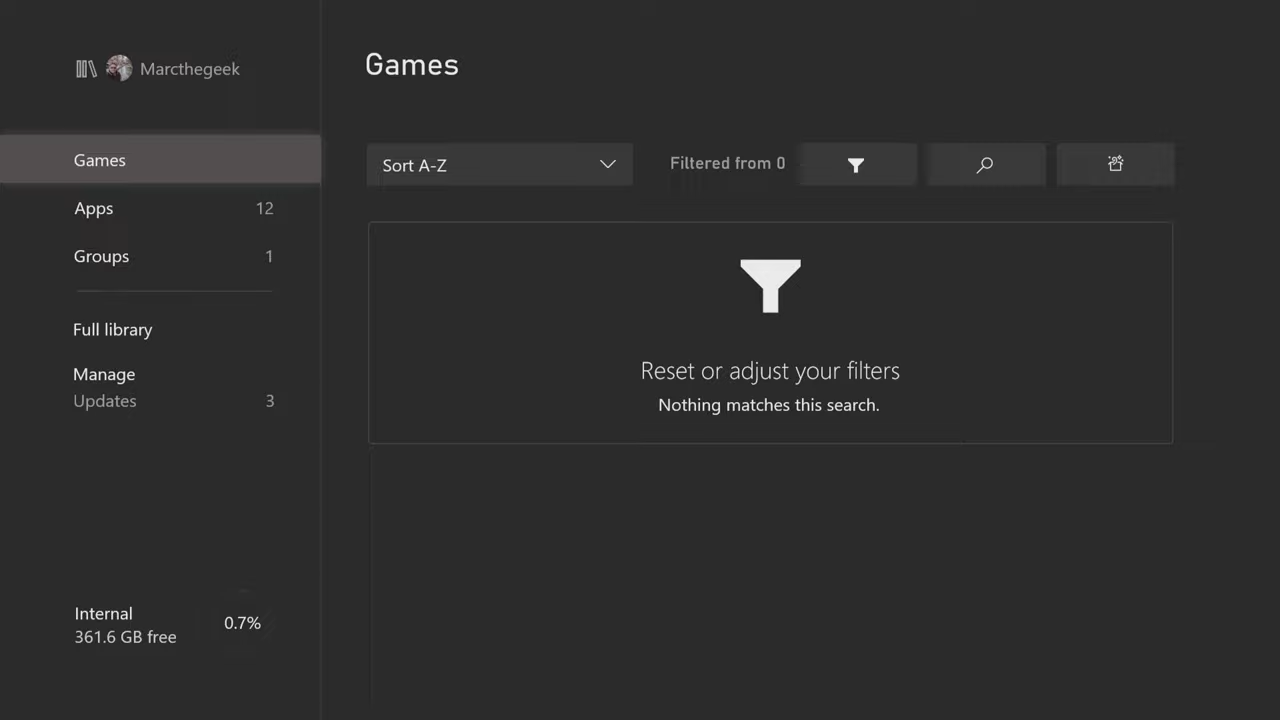 Marcthegeek
Games
Games
Apps 12
Groups 1
Full library
Manage
Updates 3
Internal
361.6 GB free
0.7%
Sort A-Z
Filtered from 0
Reset or adjust your filters
Nothing matches this search.